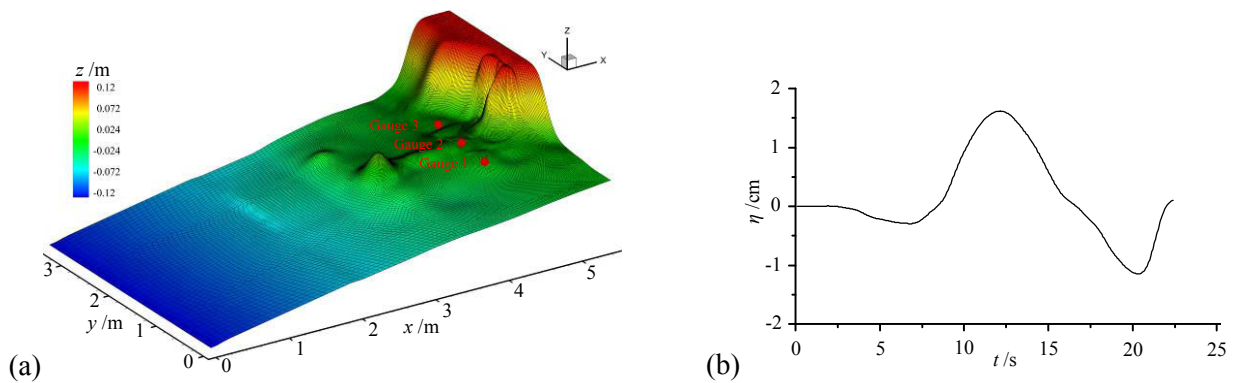 z /m
0.12
0.072
0.024
-0.024
-0.072
-0.12
Z
Y
X
Gauge 3
Gauge 2
Gauge 1
3
2
1
0
y /m
0
1
2
3
4
5
x /m
(a)
2
1
0
-1
-2
η /cm
0 5 10 15 20 25
t /s
(b)